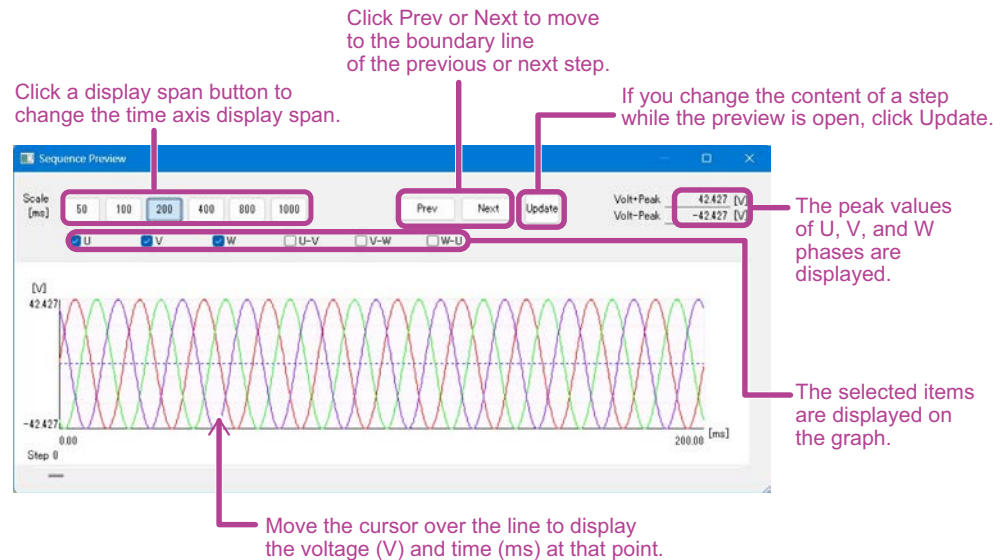 Click Prev or Next to move
to the boundary line
of the previous or next step.
Click a display span button to
change the time axis display span.
If you change the content of a step
while the preview is open, click Update.
Sequence Preview
Scale
[ms]
50 100 200 400 800 1000
Prev Next Update
Volt+Peak 42.427 [V]
Volt-Peak -42.427 [V]
U V W U-V V-W W-U
The peak values
of U, V, and W
phases are
displayed.
[V]
42.427
-42.427
0.00
200.00 [ms]
Step 0
The selected items
are displayed on
the graph.
Move the cursor over the line to display
the voltage (V) and time (ms) at that point.